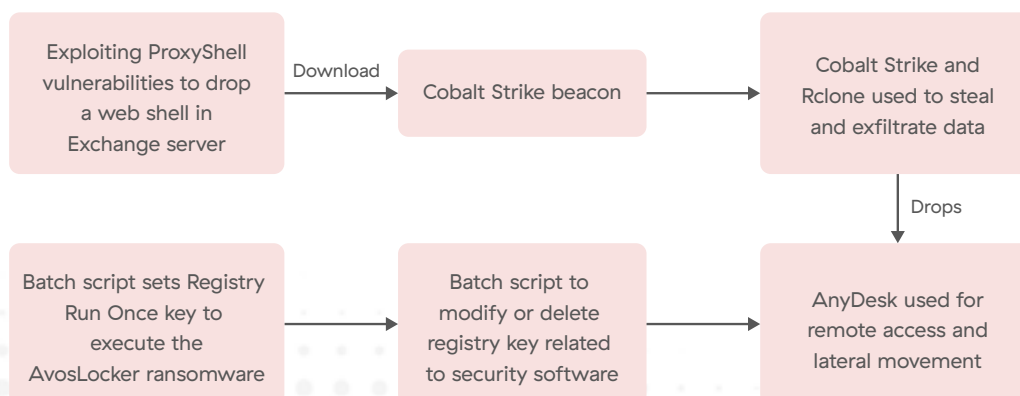 Exploiting ProxyShell
vulnerabilities to drop
a web shell in
Exchange server
Download
Cobalt Strike beacon
Cobalt Strike and
Rclone used to steal
and exfiltrate data
Drops
Batch script sets Registry
Run Once key to
execute the
AvosLocker ransomware
Batch script to
modify or delete
registry key related
to security software
AnyDesk used for
remote access and
lateral movement